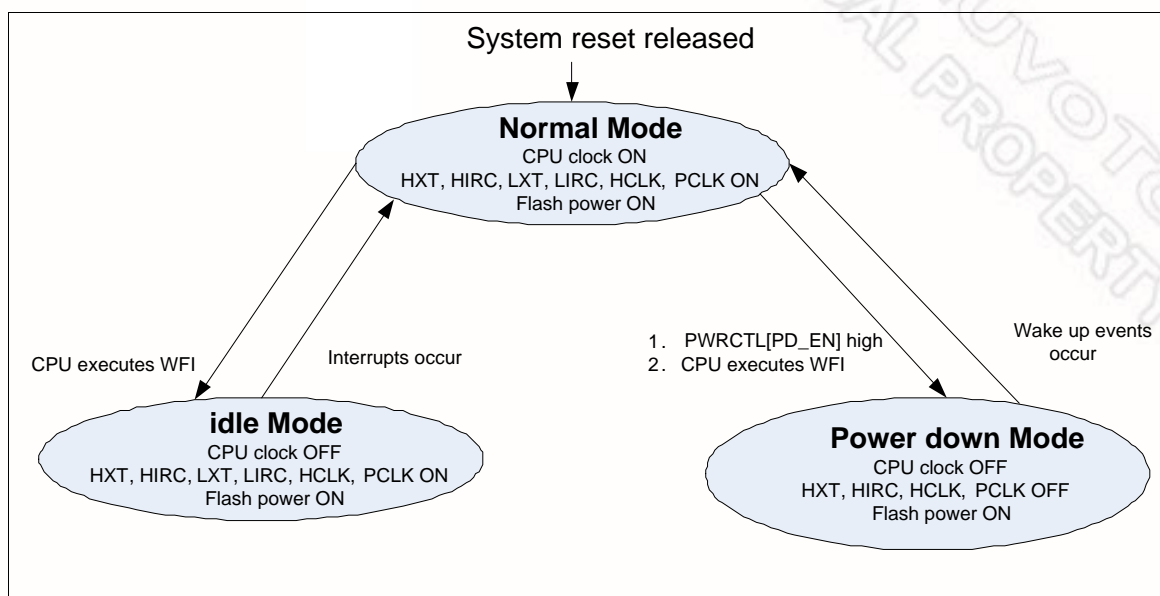 System reset released
Normal Mode
CPU clock ON
HXT, HIRC, LXT, LIRC, HCLK, PCLK ON
Flash power ON
CPU executes WFI
Interrupts occur
1. PWRCTL[PD_EN] high
2. CPU executes WFI
Wake up events
occur
idle Mode
CPU clock OFF
HXT, HIRC, LXT, LIRC, HCLK, PCLK ON
Flash power ON
Power down Mode
CPU clock OFF
HXT, HIRC, HCLK, PCLK OFF
Flash power ON